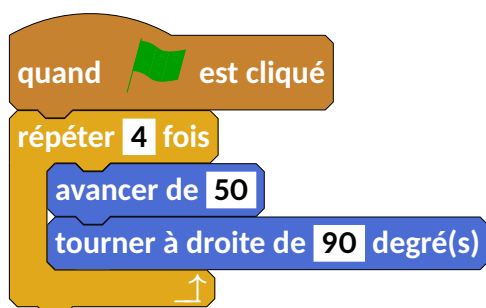 quand est cliqué
répéter 4 fois
avancer de 50
tourner à droite de 90 degré(s)